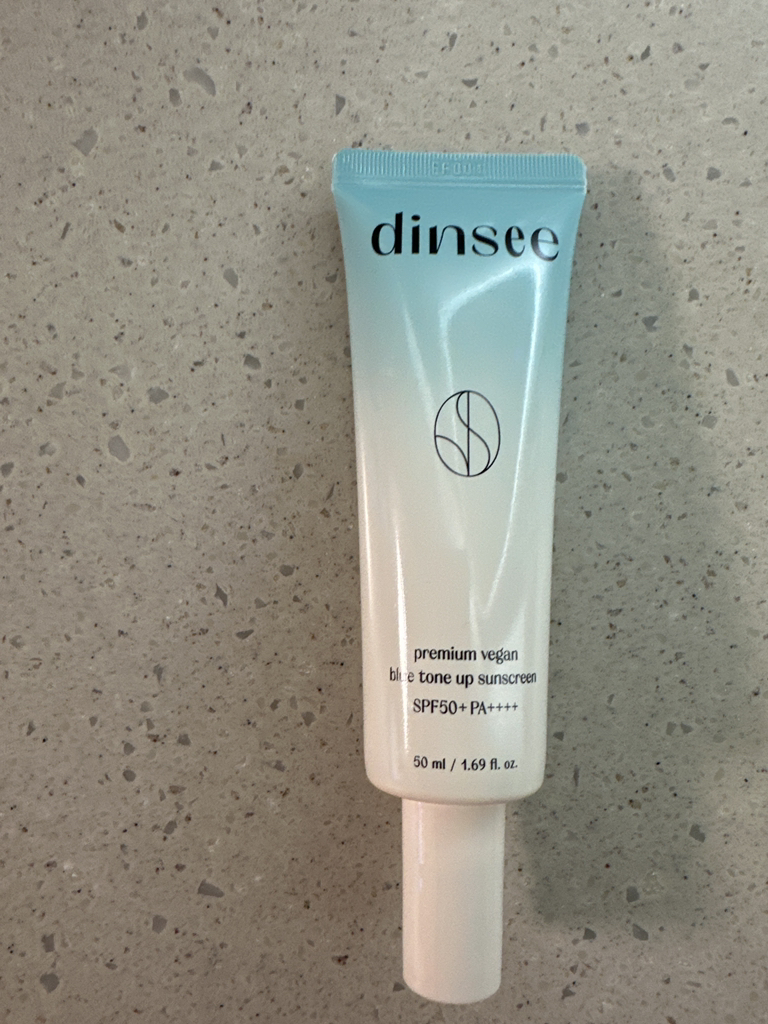 dinsee
premium vegan
blue tone up sunscreen
SPF50+ PA++++
50 ml / 1.69 fl. oz.